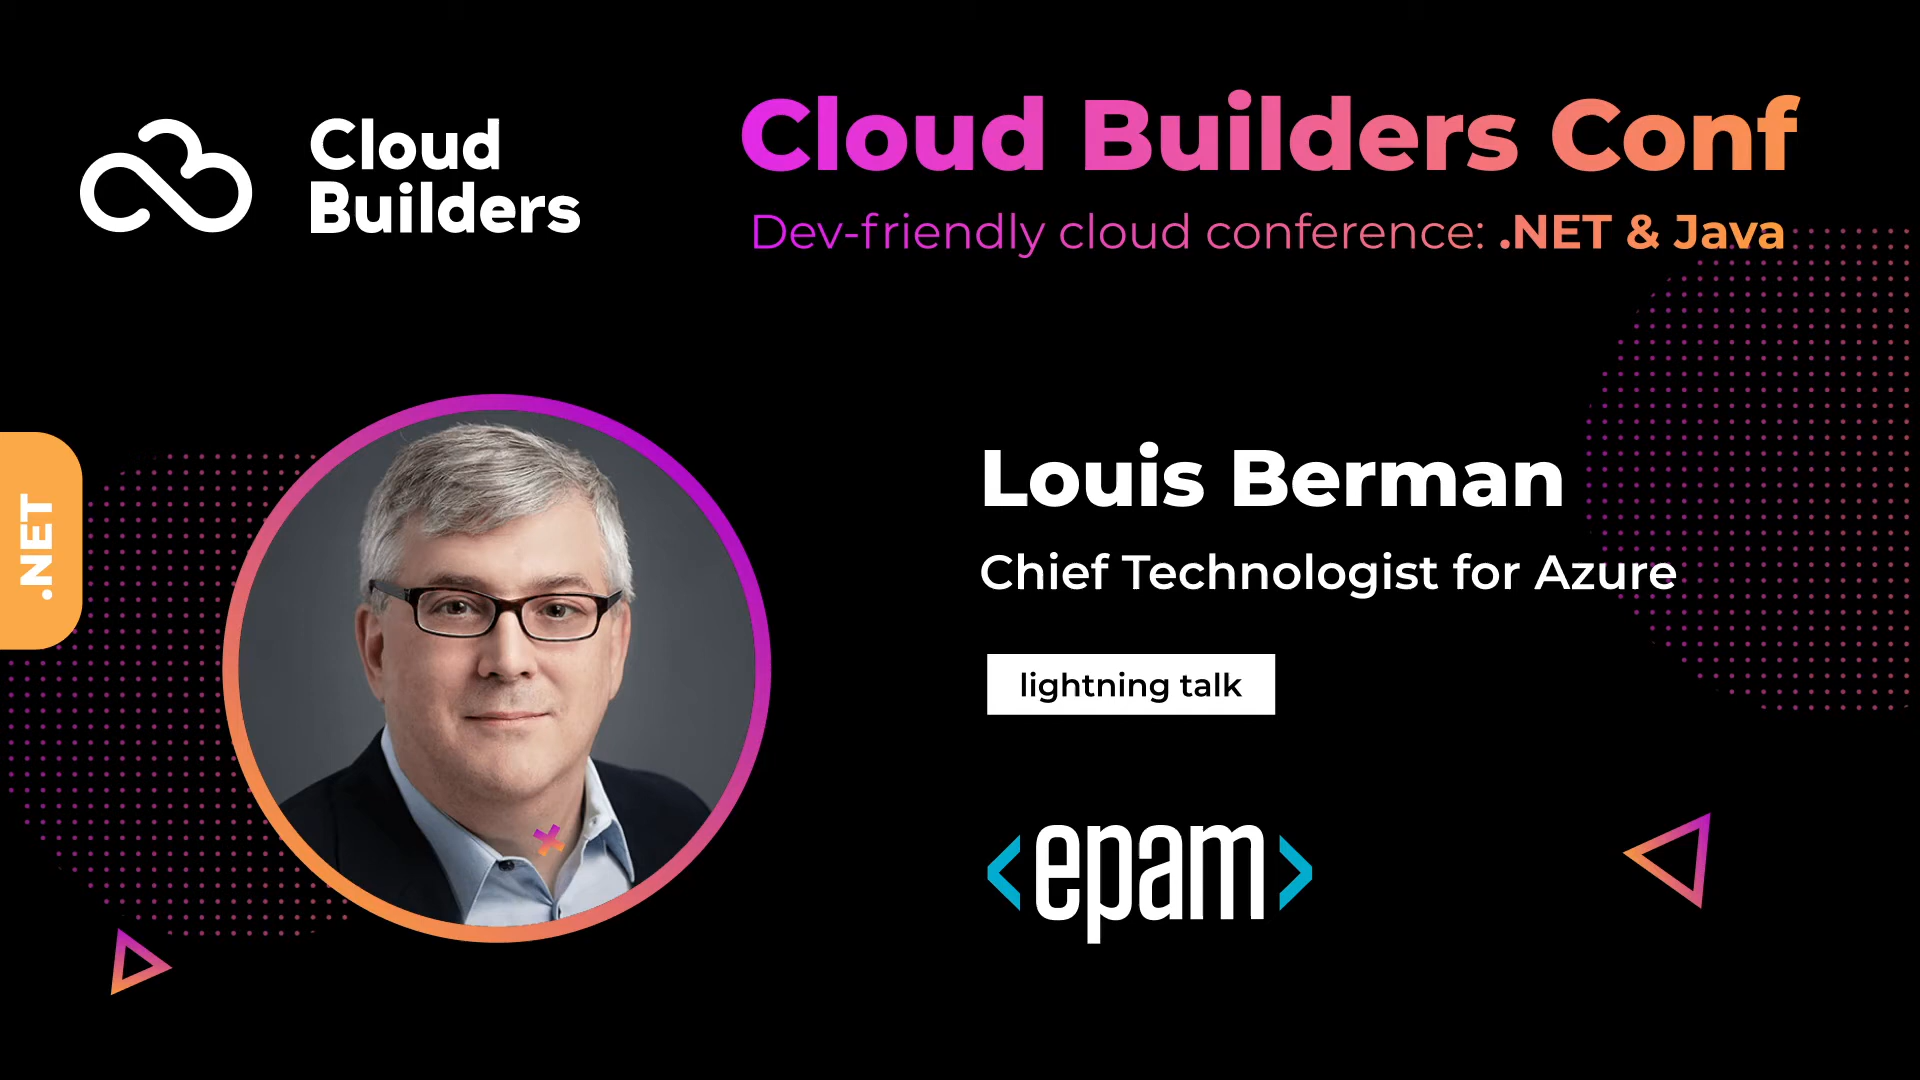 Cloud
Builders
Cloud Builders Conf
Dev-friendly cloud conference: .NET & Java
.NET
Louis Berman
Chief Technologist for Azure
lightning talk
<epam>